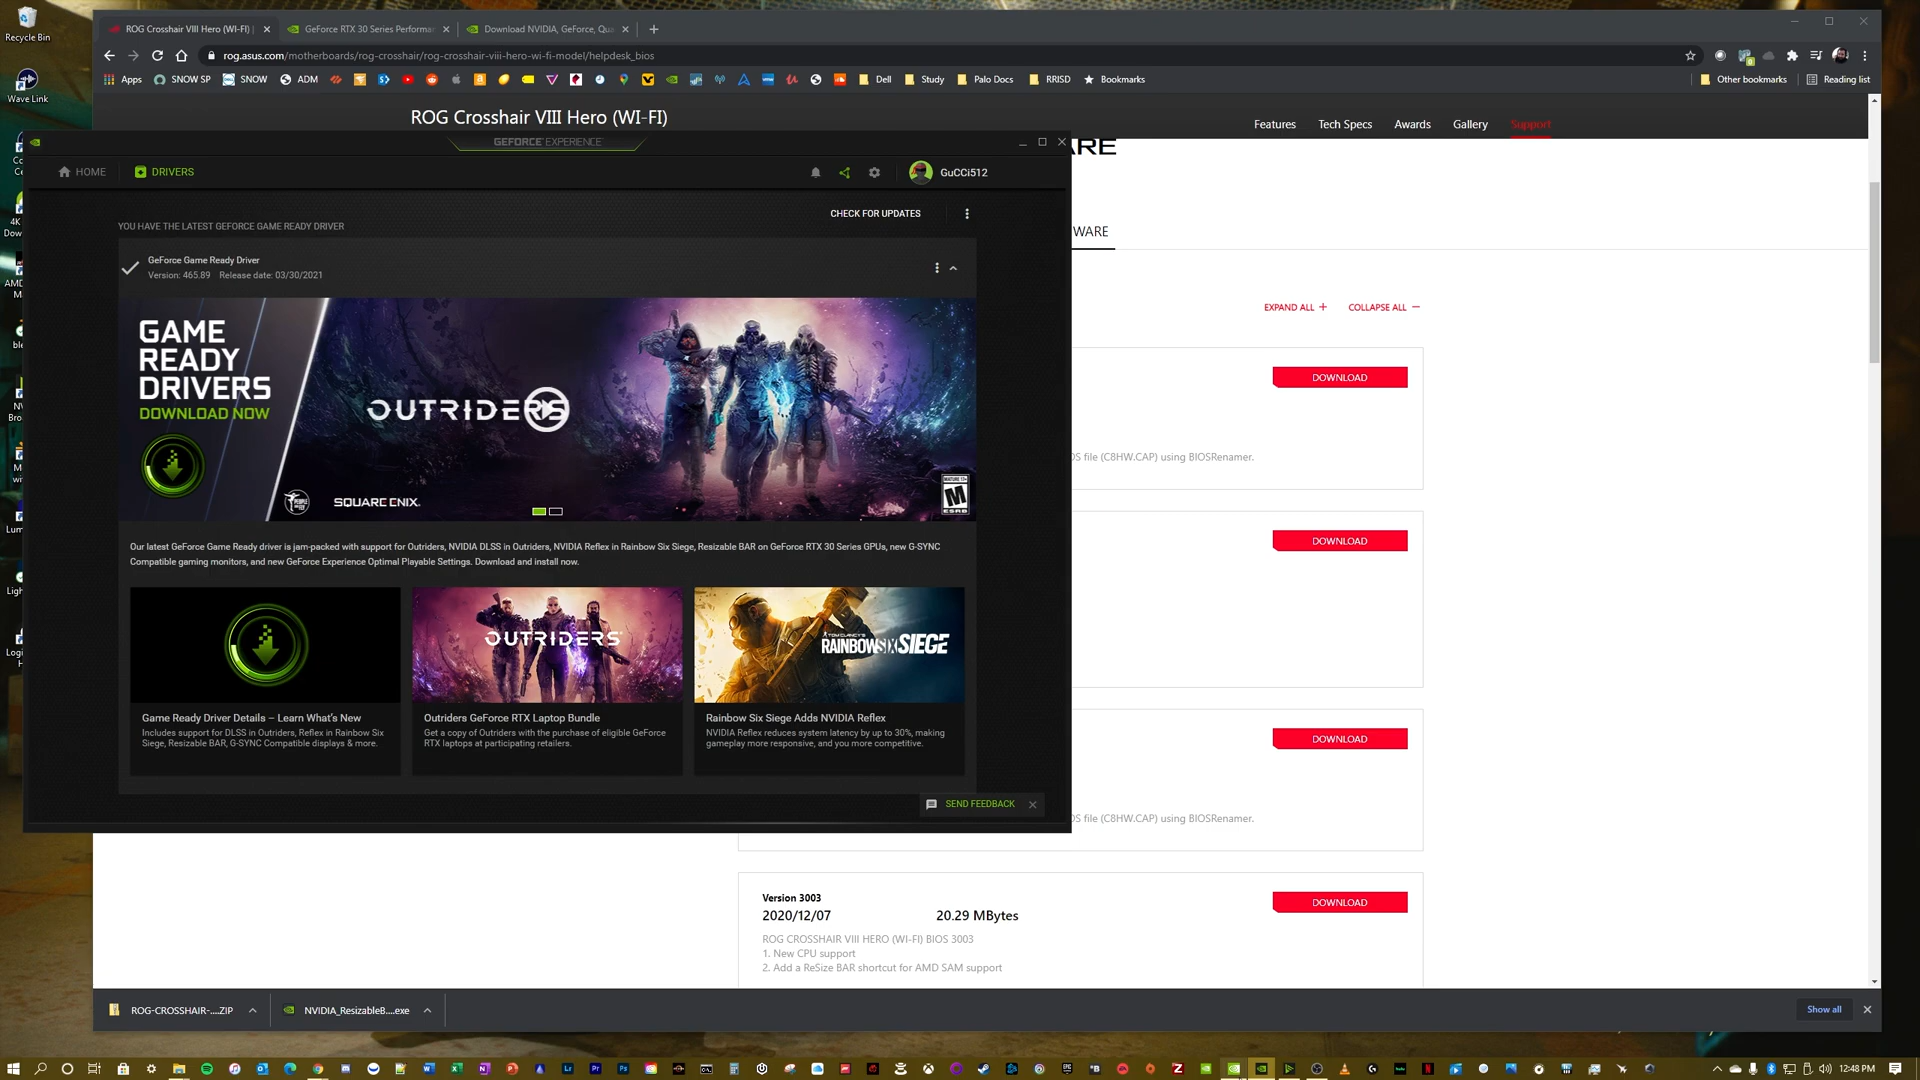 Recycle Bin
Wave Link
ROG Crosshair VIII Hero (WI-FI) |
GeForce RTX 30 Series Performa
Download NVIDIA, GeForce, Qua
rog.asus.com/motherboards/rog-crosshair/rog-crosshair-viii-hero-wi-fi-model/helpdesk_bios
Apps
SNOW SP
SNOW
ADM
Dell
Study
Palo Docs
RRISD
Bookmarks
Other bookmarks
Reading list
ROG Crosshair VIII Hero (WI-FI)
Features
Tech Specs
Awards
Gallery
Support
ARE
WARE
EXPAND ALL +
COLLAPSE ALL −
DOWNLOAD
OS file (C8HW.CAP) using BIOSRenamer.
DOWNLOAD
DOWNLOAD
OS file (C8HW.CAP) using BIOSRenamer.
Version 3003
2020/12/07
20.29 MBytes
DOWNLOAD
ROG CROSSHAIR VIII HERO (WI-FI) BIOS 3003
1. New CPU support
2. Add a ReSize BAR shortcut for AMD SAM support
GEFORCE EXPERIENCE
HOME
DRIVERS
GuCCi512
CHECK FOR UPDATES
YOU HAVE THE LATEST GEFORCE GAME READY DRIVER
GeForce Game Ready Driver
Version: 465.89 Release date: 03/30/2021
GAME
READY
DRIVERS
DOWNLOAD NOW
OUTRIDERS
SQUARE ENIX.
MATURE 17+
M
ESRB
Our latest GeForce Game Ready driver is jam-packed with support for Outriders, NVIDIA DLSS in Outriders, NVIDIA Reflex in Rainbow Six Siege, Resizable BAR on GeForce RTX 30 Series GPUs, new G-SYNC
Compatible gaming monitors, and new GeForce Experience Optimal Playable Settings. Download and install now.
OUTRIDERS
TOM CLANCY'S
RAINBOW SIX SIEGE
Game Ready Driver Details – Learn What's New
Includes support for DLSS in Outriders, Reflex in Rainbow Six
Siege, Resizable BAR, G-SYNC Compatible displays & more.
Outriders GeForce RTX Laptop Bundle
Get a copy of Outriders with the purchase of eligible GeForce
RTX laptops at participating retailers.
Rainbow Six Siege Adds NVIDIA Reflex
NVIDIA Reflex reduces system latency by up to 30%, making
gameplay more responsive, and you more competitive.
SEND FEEDBACK
ROG-CROSSHAIR-....ZIP
NVIDIA_ResizableB....exe
Show all
12:48 PM